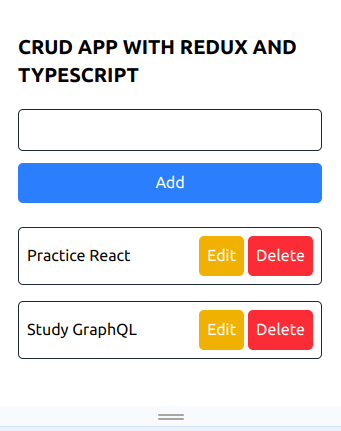 CRUD APP WITH REDUX AND
TYPESCRIPT
Add
Practice React Edit Delete
Study GraphQL Edit Delete